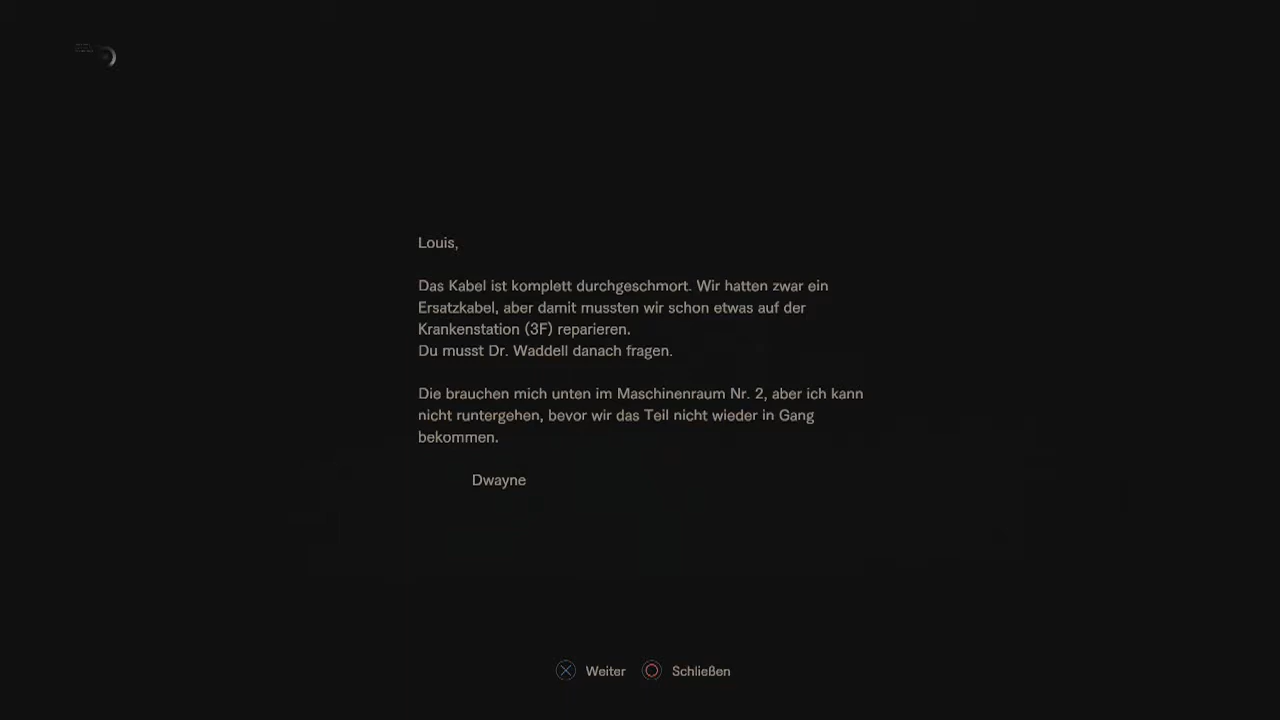 Louis,
Das Kabel ist komplett durchgeschmort. Wir hatten zwar ein
Ersatzkabel, aber damit mussten wir schon etwas auf der
Krankenstation (3F) reparieren.
Du musst Dr. Waddell danach fragen.
Die brauchen mich unten im Maschinenraum Nr. 2, aber ich kann
nicht runtergehen, bevor wir das Teil nicht wieder in Gang
bekommen.
Dwayne
Weiter
Schließen